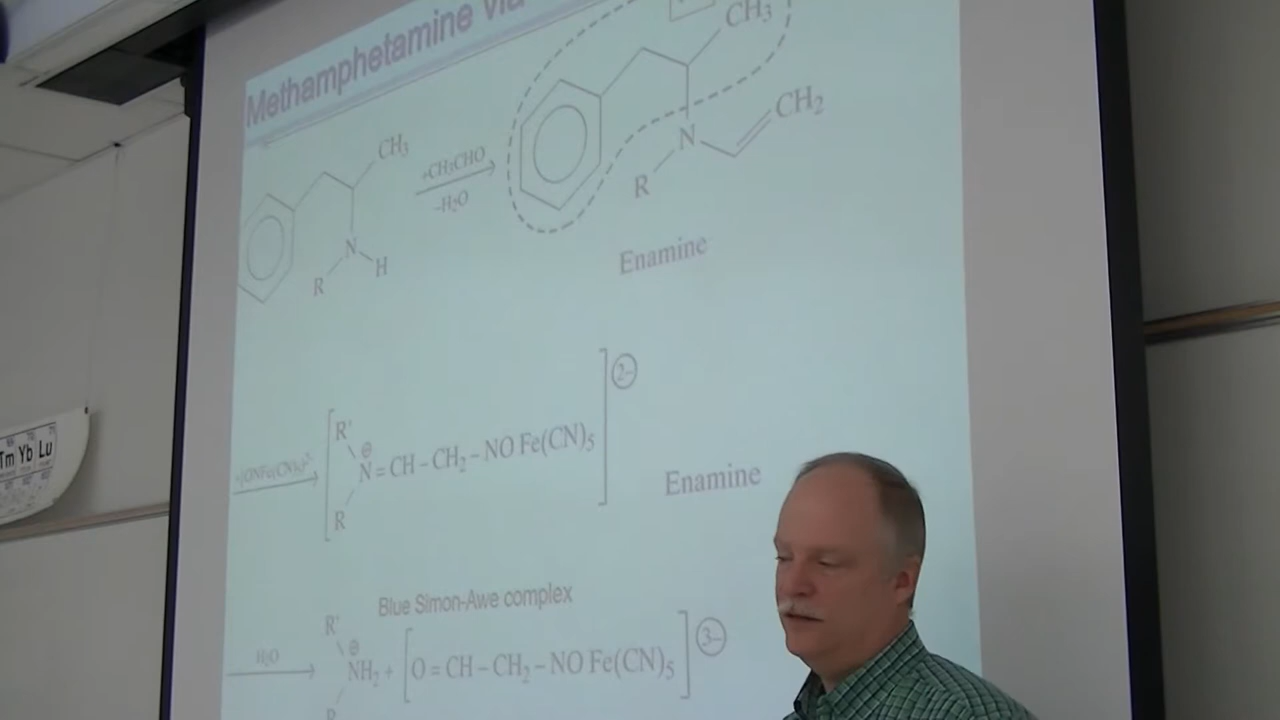 Methamphetamine via
CH₃
CH₃
+CH₃CHO
-H₂O
N
CH₂
N
H
R
R
Enamine
2-
R'
⊕
N = CH - CH₂ - NO Fe(CN)₅
R
Enamine
Blue Simon-Awe complex
R'
H₂O
⊕
NH₂ + [O = CH - CH₂ - NO Fe(CN)₅]
3-
R
Tm Yb Lu